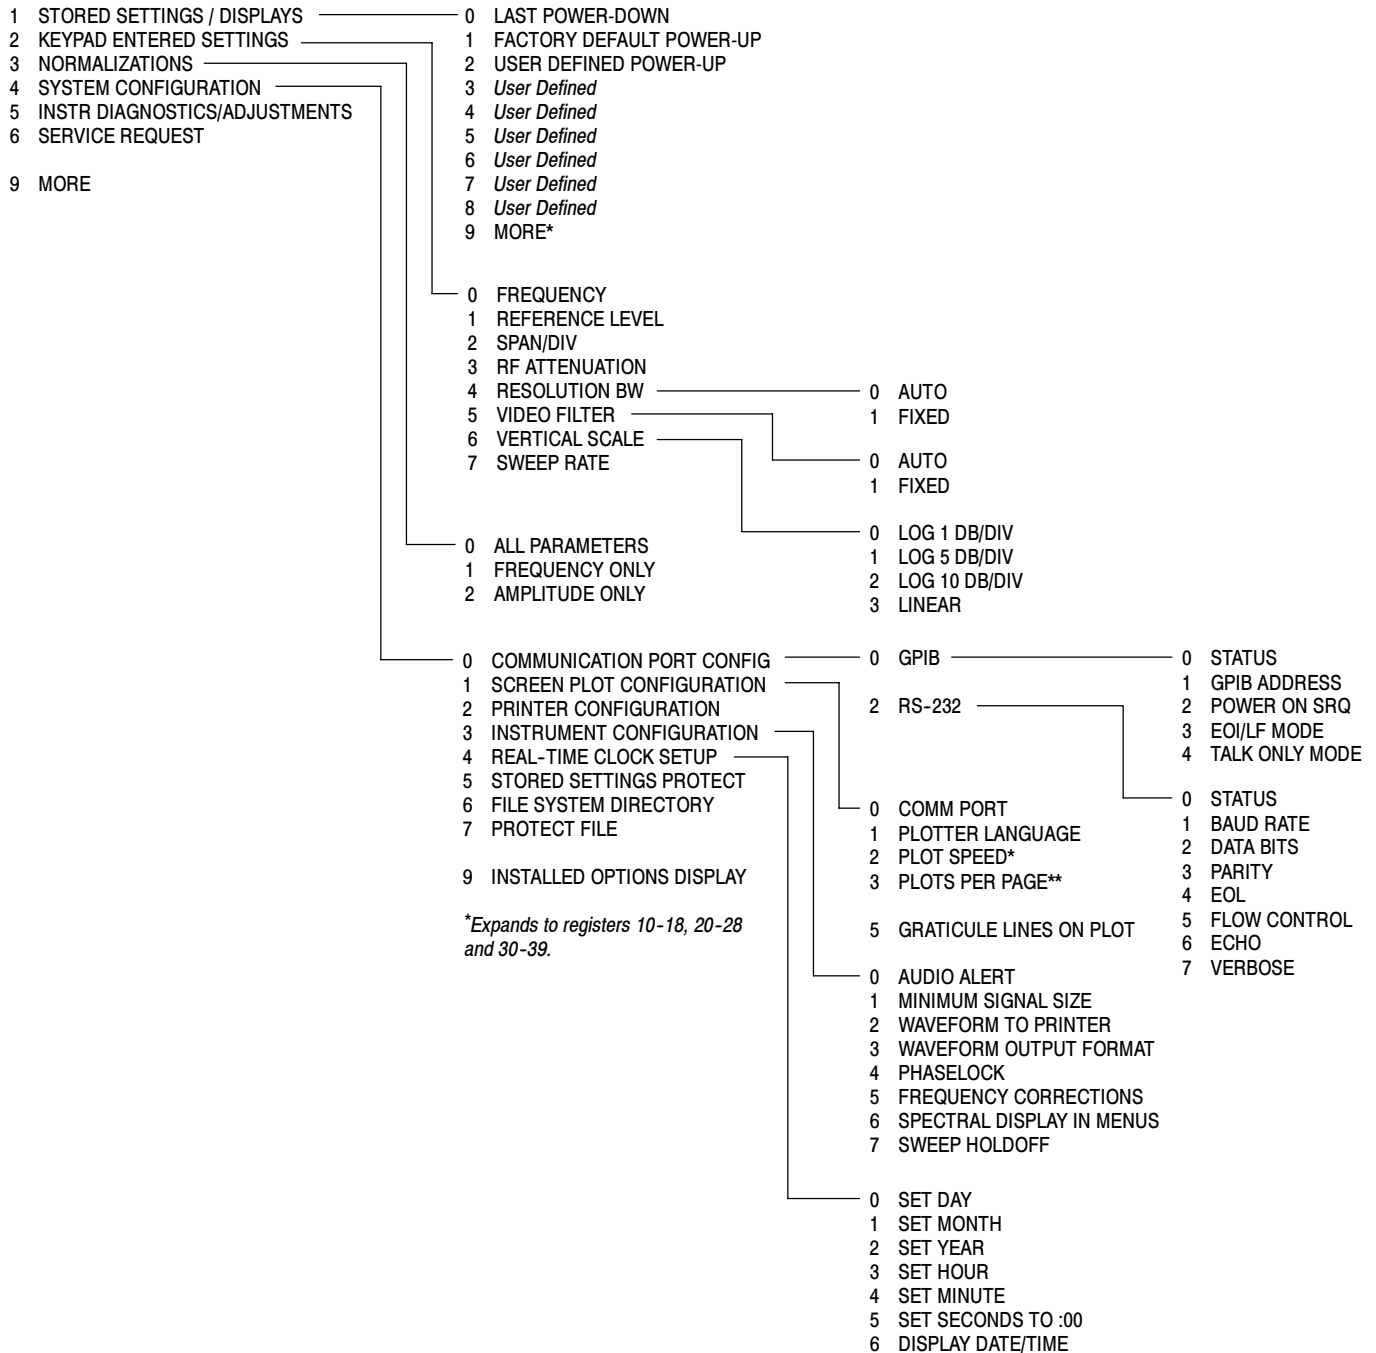 1 STORED SETTINGS / DISPLAYS
2 KEYPAD ENTERED SETTINGS
3 NORMALIZATIONS
4 SYSTEM CONFIGURATION
5 INSTR DIAGNOSTICS/ADJUSTMENTS
6 SERVICE REQUEST
9 MORE
0 LAST POWER-DOWN
1 FACTORY DEFAULT POWER-UP
2 USER DEFINED POWER-UP
3 User Defined
4 User Defined
5 User Defined
6 User Defined
7 User Defined
8 User Defined
9 MORE*
0 FREQUENCY
1 REFERENCE LEVEL
2 SPAN/DIV
3 RF ATTENUATION
4 RESOLUTION BW
5 VIDEO FILTER
6 VERTICAL SCALE
7 SWEEP RATE
0 AUTO
1 FIXED
0 AUTO
1 FIXED
0 LOG 1 DB/DIV
1 LOG 5 DB/DIV
2 LOG 10 DB/DIV
3 LINEAR
0 ALL PARAMETERS
1 FREQUENCY ONLY
2 AMPLITUDE ONLY
0 COMMUNICATION PORT CONFIG
1 SCREEN PLOT CONFIGURATION
2 PRINTER CONFIGURATION
3 INSTRUMENT CONFIGURATION
4 REAL-TIME CLOCK SETUP
5 STORED SETTINGS PROTECT
6 FILE SYSTEM DIRECTORY
7 PROTECT FILE
9 INSTALLED OPTIONS DISPLAY
*Expands to registers 10-18, 20-28
and 30-39.
0 GPIB
2 RS-232
0 STATUS
1 GPIB ADDRESS
2 POWER ON SRQ
3 EOI/LF MODE
4 TALK ONLY MODE
0 STATUS
1 BAUD RATE
2 DATA BITS
3 PARITY
4 EOL
5 FLOW CONTROL
6 ECHO
7 VERBOSE
0 COMM PORT
1 PLOTTER LANGUAGE
2 PLOT SPEED*
3 PLOTS PER PAGE**
5 GRATICULE LINES ON PLOT
0 AUDIO ALERT
1 MINIMUM SIGNAL SIZE
2 WAVEFORM TO PRINTER
3 WAVEFORM OUTPUT FORMAT
4 PHASELOCK
5 FREQUENCY CORRECTIONS
6 SPECTRAL DISPLAY IN MENUS
7 SWEEP HOLDOFF
0 SET DAY
1 SET MONTH
2 SET YEAR
3 SET HOUR
4 SET MINUTE
5 SET SECONDS TO :00
6 DISPLAY DATE/TIME